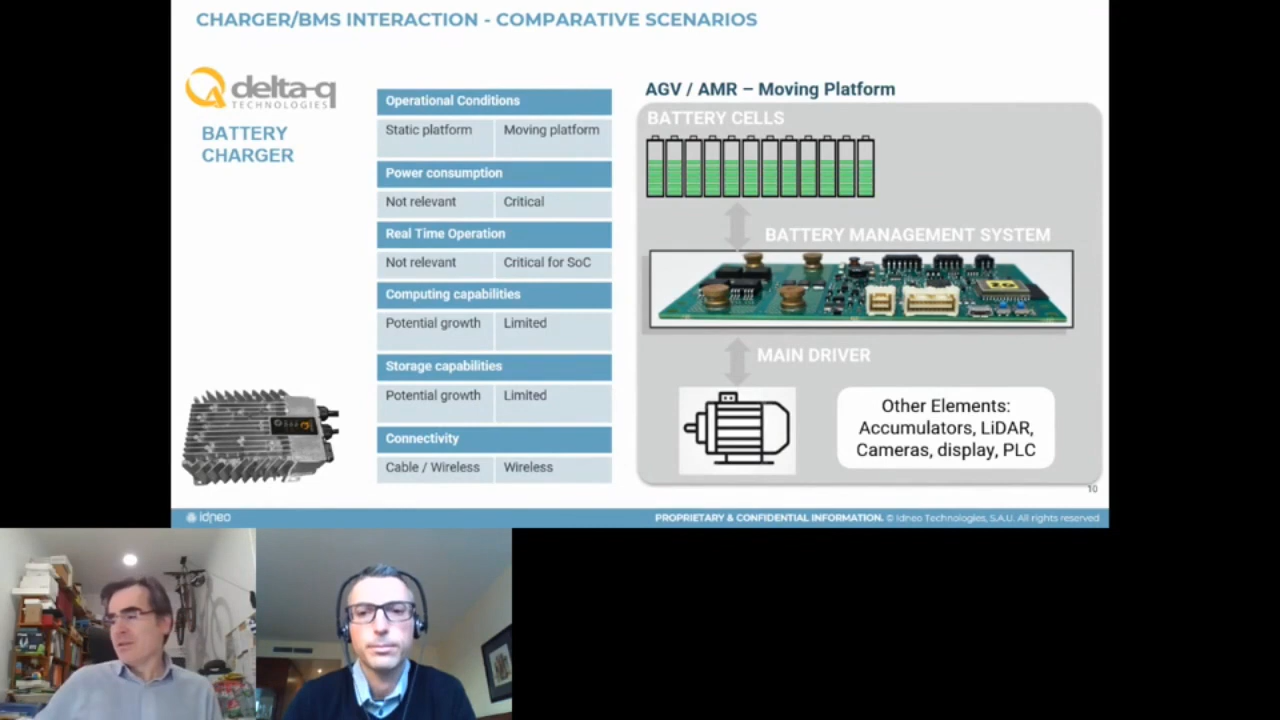 CHARGER/BMS INTERACTION - COMPARATIVE SCENARIOS
delta-q
TECHNOLOGIES
BATTERY
CHARGER
Operational Conditions
Static platform Moving platform
Power consumption
Not relevant Critical
Real Time Operation
Not relevant Critical for SoC
Computing capabilities
Potential growth Limited
Storage capabilities
Potential growth Limited
Connectivity
Cable / Wireless Wireless
AGV / AMR – Moving Platform
BATTERY CELLS
BATTERY MANAGEMENT SYSTEM
MAIN DRIVER
Other Elements:
Accumulators, LiDAR,
Cameras, display, PLC
10
idneo
PROPRIETARY & CONFIDENTIAL INFORMATION. © Idneo Technologies, S.A.U. All rights reserved